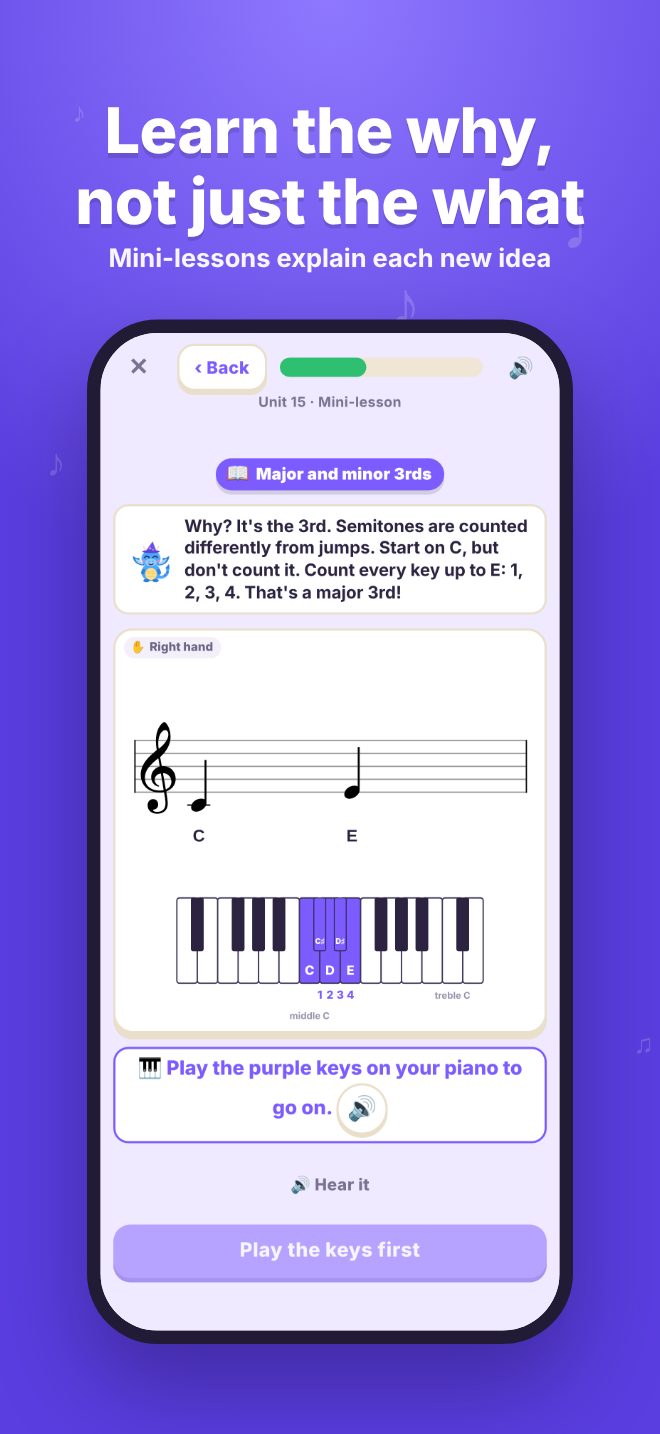 Learn the why,
not just the what
Mini-lessons explain each new idea
✕
‹ Back
Unit 15 · Mini-lesson
Major and minor 3rds
Why? It's the 3rd. Semitones are counted
differently from jumps. Start on C, but
don't count it. Count every key up to E: 1,
2, 3, 4. That's a major 3rd!
Right hand
C E
C♯ D♯
C D E
1 2 3 4
treble C
middle C
Play the purple keys on your piano to
go on.
Hear it
Play the keys first